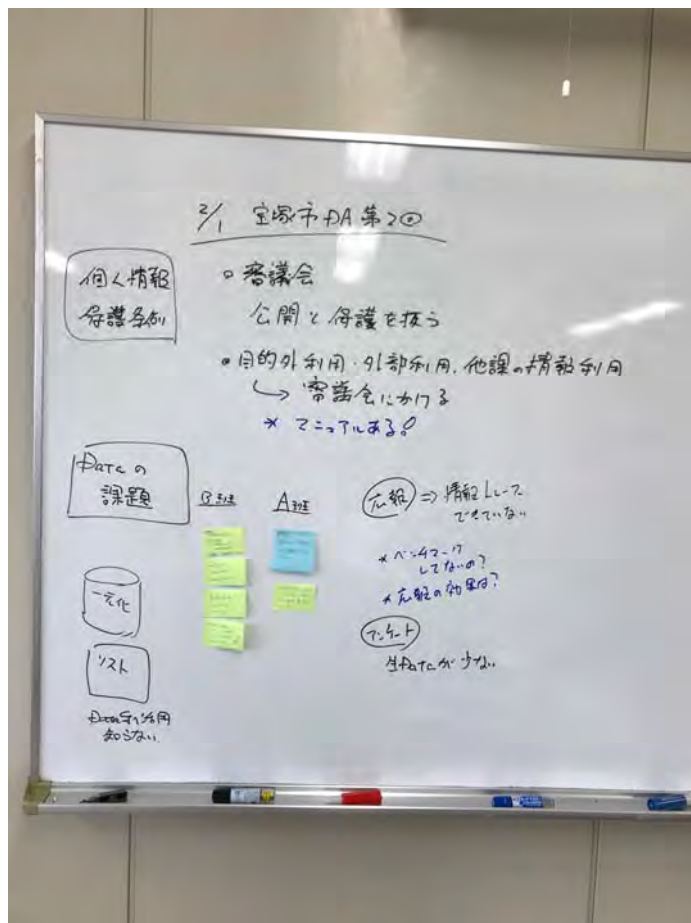 2/1 宝塚市DA第2回
個人情報
保護条例
審議会
公開と保護を扱う
目的外利用・外部利用、他課の情報利用
↳ 審議会にかける
* マニュアルある!
Dataの
課題
B班
A班
広報 ⇒ 情報トレース
できていない
* ベンチマーク
してないの?
* 広報の効果は?
一元化
アンケート
生Dataが少ない
リスト
Data利活用
知らない